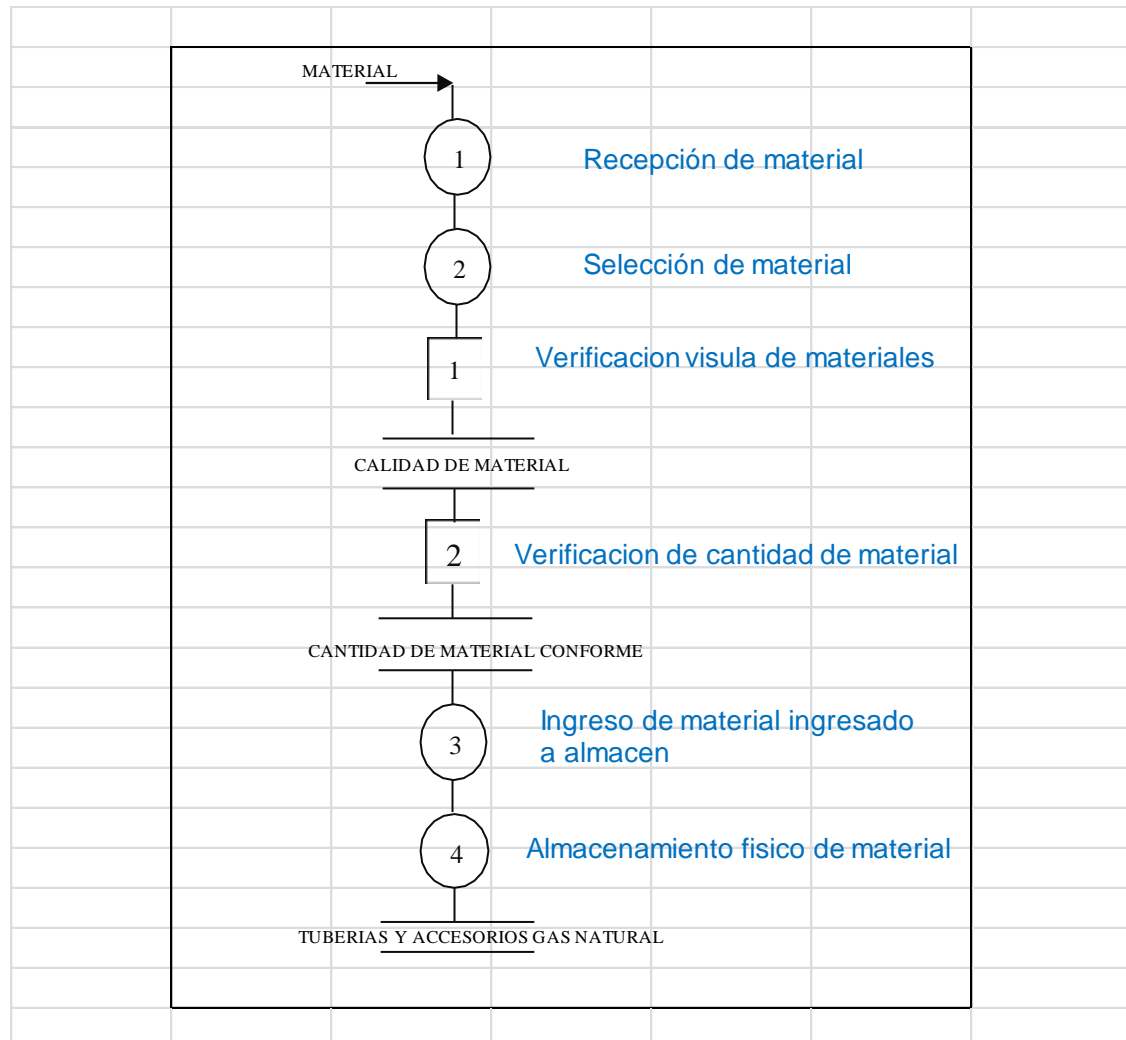 MATERIAL
1
Recepción de material
2
Selección de material
1
Verificacion visula de materiales
CALIDAD DE MATERIAL
2
Verificacion de cantidad de material
CANTIDAD DE MATERIAL CONFORME
3
Ingreso de material ingresado
a almacen
4
Almacenamiento fisico de material
TUBERIAS Y ACCESORIOS GAS NATURAL